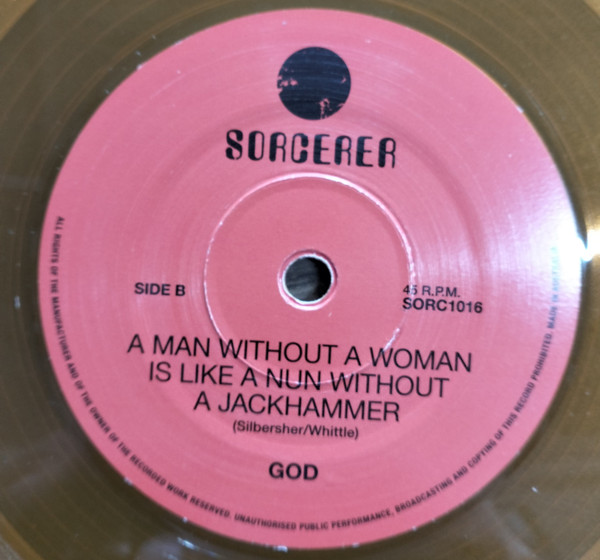 SORCERER
SIDE B
45 R.P.M.
SORC1016
A MAN WITHOUT A WOMAN
IS LIKE A NUN WITHOUT
A JACKHAMMER
(Silbersher/Whittle)
GOD
ALL RIGHTS OF THE MANUFACTURER AND OF THE OWNER OF THE RECORDED WORK RESERVED. UNAUTHORISED PUBLIC PERFORMANCE, BROADCASTING AND COPYING OF THIS RECORD PROHIBITED. MADE IN